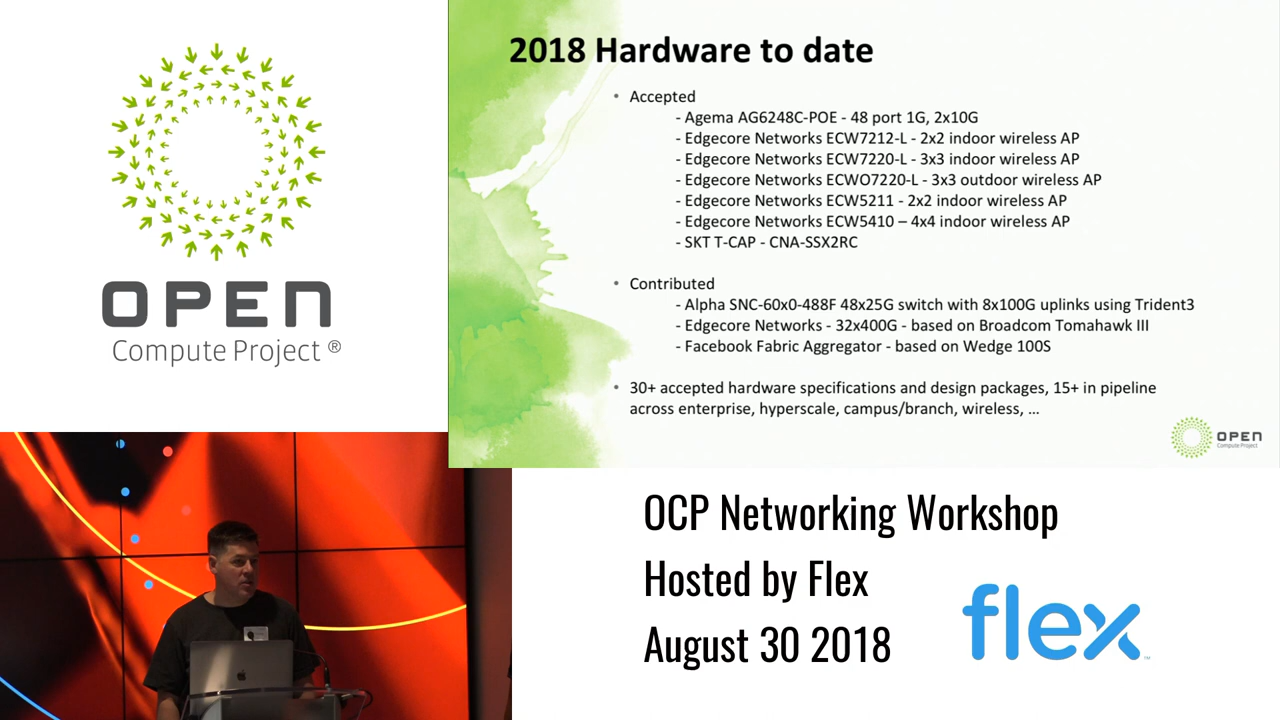 OPEN
Compute Project ®
2018 Hardware to date
• Accepted
- Agema AG6248C-POE - 48 port 1G, 2x10G
- Edgecore Networks ECW7212-L - 2x2 indoor wireless AP
- Edgecore Networks ECW7220-L - 3x3 indoor wireless AP
- Edgecore Networks ECWO7220-L - 3x3 outdoor wireless AP
- Edgecore Networks ECW5211 - 2x2 indoor wireless AP
- Edgecore Networks ECW5410 – 4x4 indoor wireless AP
- SKT T-CAP - CNA-SSX2RC
• Contributed
- Alpha SNC-60x0-488F 48x25G switch with 8x100G uplinks using Trident3
- Edgecore Networks - 32x400G - based on Broadcom Tomahawk III
- Facebook Fabric Aggregator - based on Wedge 100S
• 30+ accepted hardware specifications and design packages, 15+ in pipeline
across enterprise, hyperscale, campus/branch, wireless, ...
OPEN
Compute Project
OCP Networking Workshop
Hosted by Flex
August 30 2018
flex